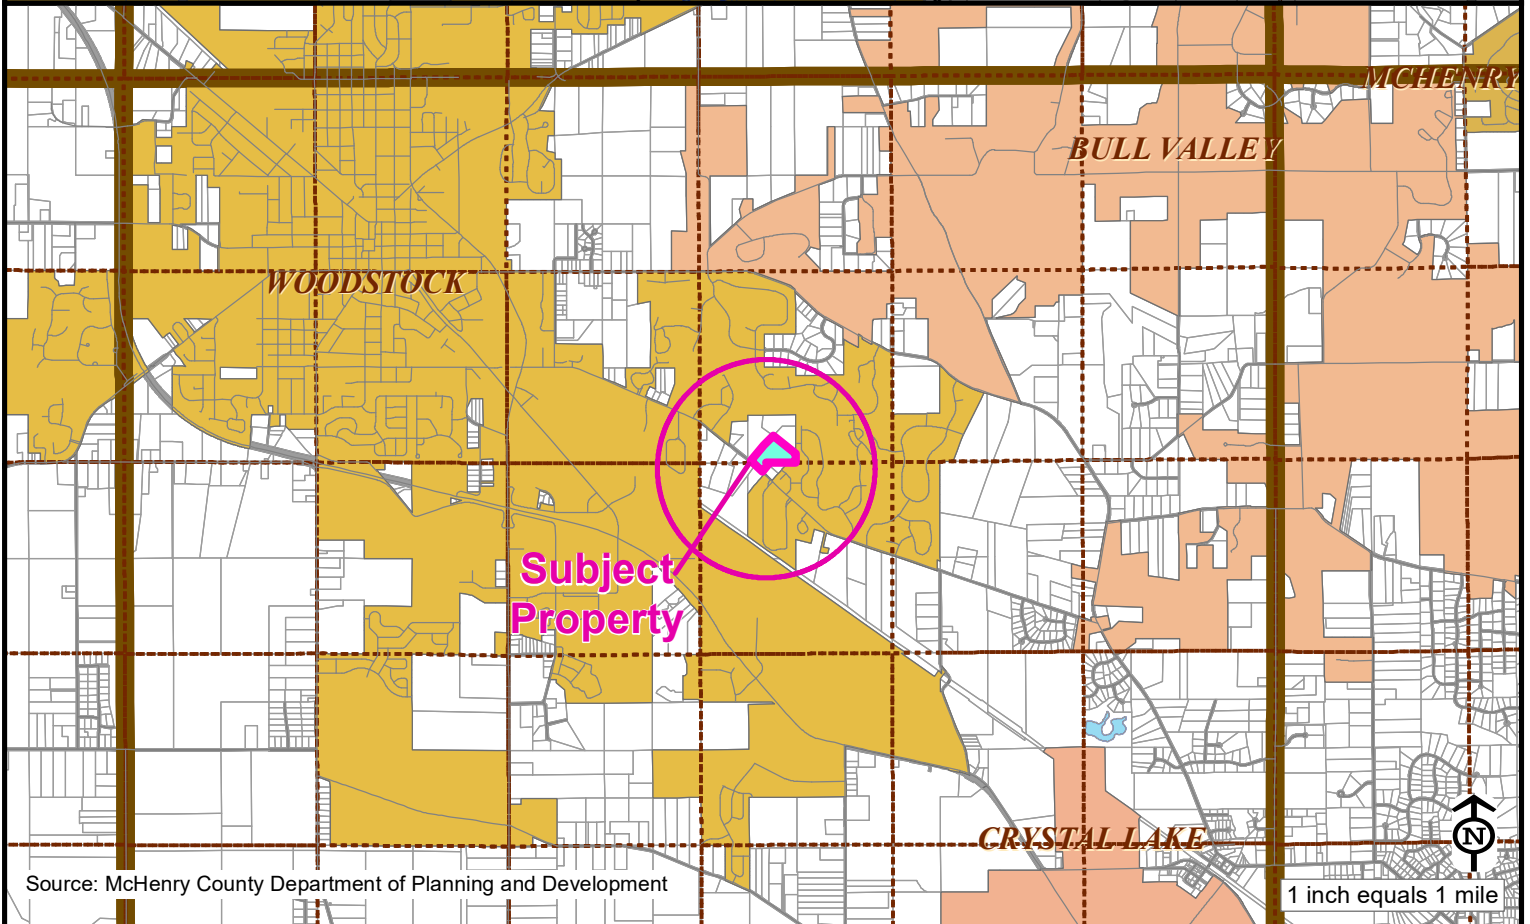 MCHENRY
BULL VALLEY
WOODSTOCK
Subject
Property
CRYSTAL LAKE
N
Source: McHenry County Department of Planning and Development
1 inch equals 1 mile